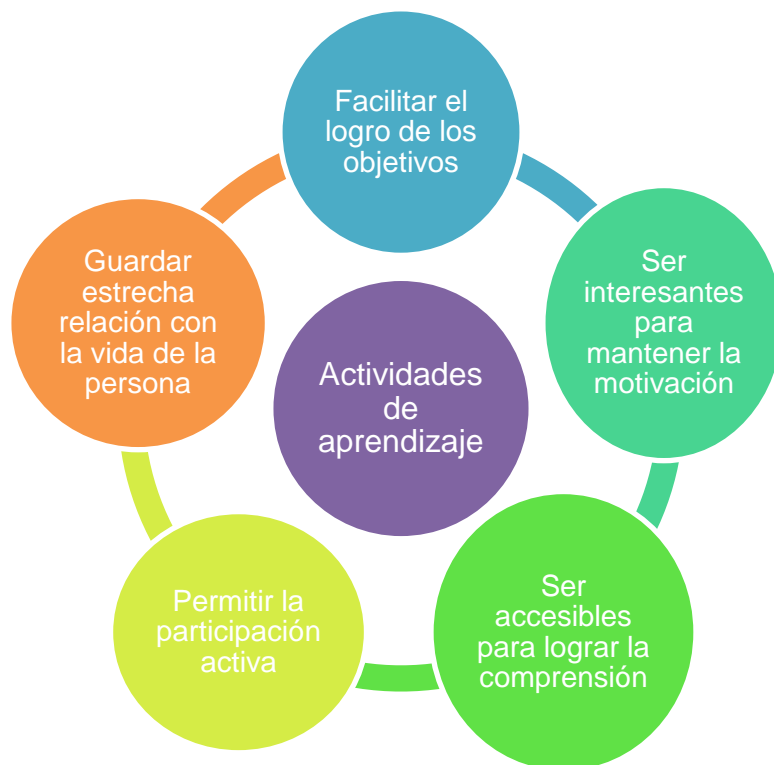 Facilitar el
logro de los
objetivos
Ser
interesantes
para
mantener la
motivación
Ser
accesibles
para lograr la
comprensión
Permitir la
participación
activa
Guardar
estrecha
relación con
la vida de la
persona
Actividades
de
aprendizaje